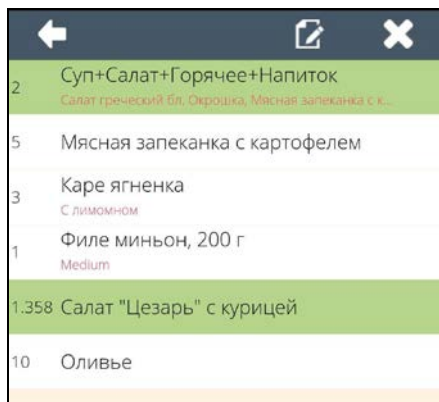 2 Суп+Салат+Горячее+Напиток
Салат греческий бл, Окрошка, Мясная запеканка с к...
5 Мясная запеканка с картофелем
3 Каре ягненка
С лимомном
1 Филе миньон, 200 г
Medium
1.358 Салат "Цезарь" с курицей
10 Оливье